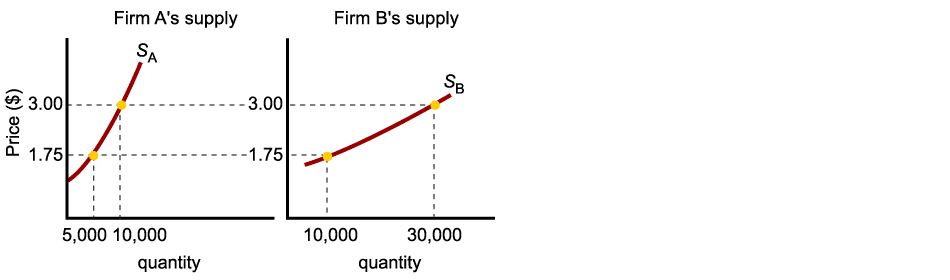 Firm A's supply
Firm B's supply
Price ($)
SA
3.00
1.75
5,000 10,000
quantity
SB
3.00
1.75
10,000 30,000
quantity